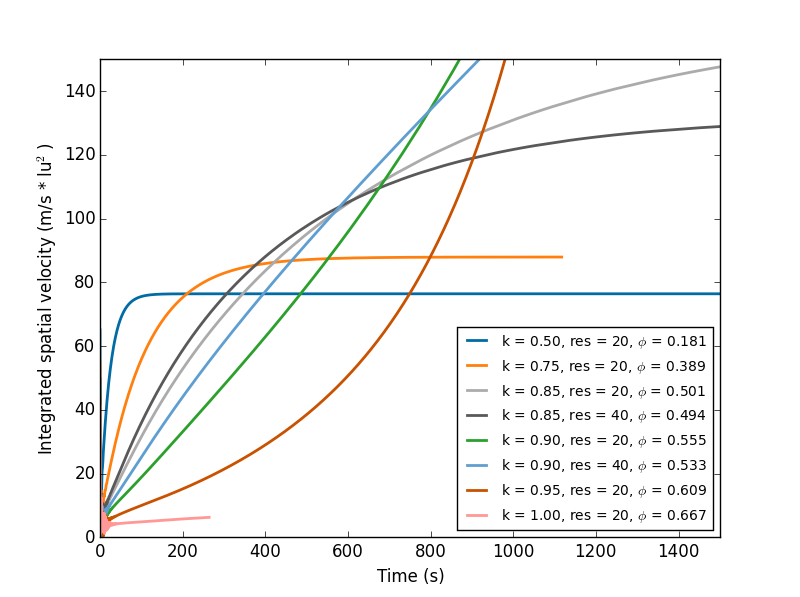 Integrated spatial velocity (m/s * lu² )
140
120
100
80
60
40
20
0
0 200 400 600 800 1000 1200 1400
Time (s)
k = 0.50, res = 20, ϕ = 0.181
k = 0.75, res = 20, ϕ = 0.389
k = 0.85, res = 20, ϕ = 0.501
k = 0.85, res = 40, ϕ = 0.494
k = 0.90, res = 20, ϕ = 0.555
k = 0.90, res = 40, ϕ = 0.533
k = 0.95, res = 20, ϕ = 0.609
k = 1.00, res = 20, ϕ = 0.667